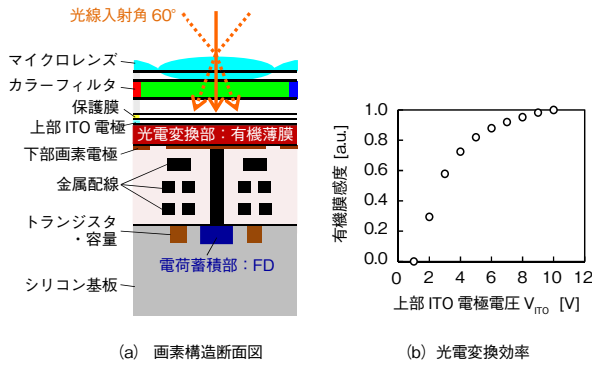 光線入射角 60°
マイクロレンズ
カラーフィルタ
保護膜
上部 ITO 電極
光電変換部:有機薄膜
下部画素電極
金属配線
トランジスタ
・容量
電荷蓄積部:FD
シリコン基板
(a) 画素構造断面図
有機膜感度 [a.u.]
1.0
0.8
0.6
0.4
0.2
0.0
0 2 4 6 8 10 12
上部 ITO 電極電圧 VITO [V]
(b) 光電変換効率